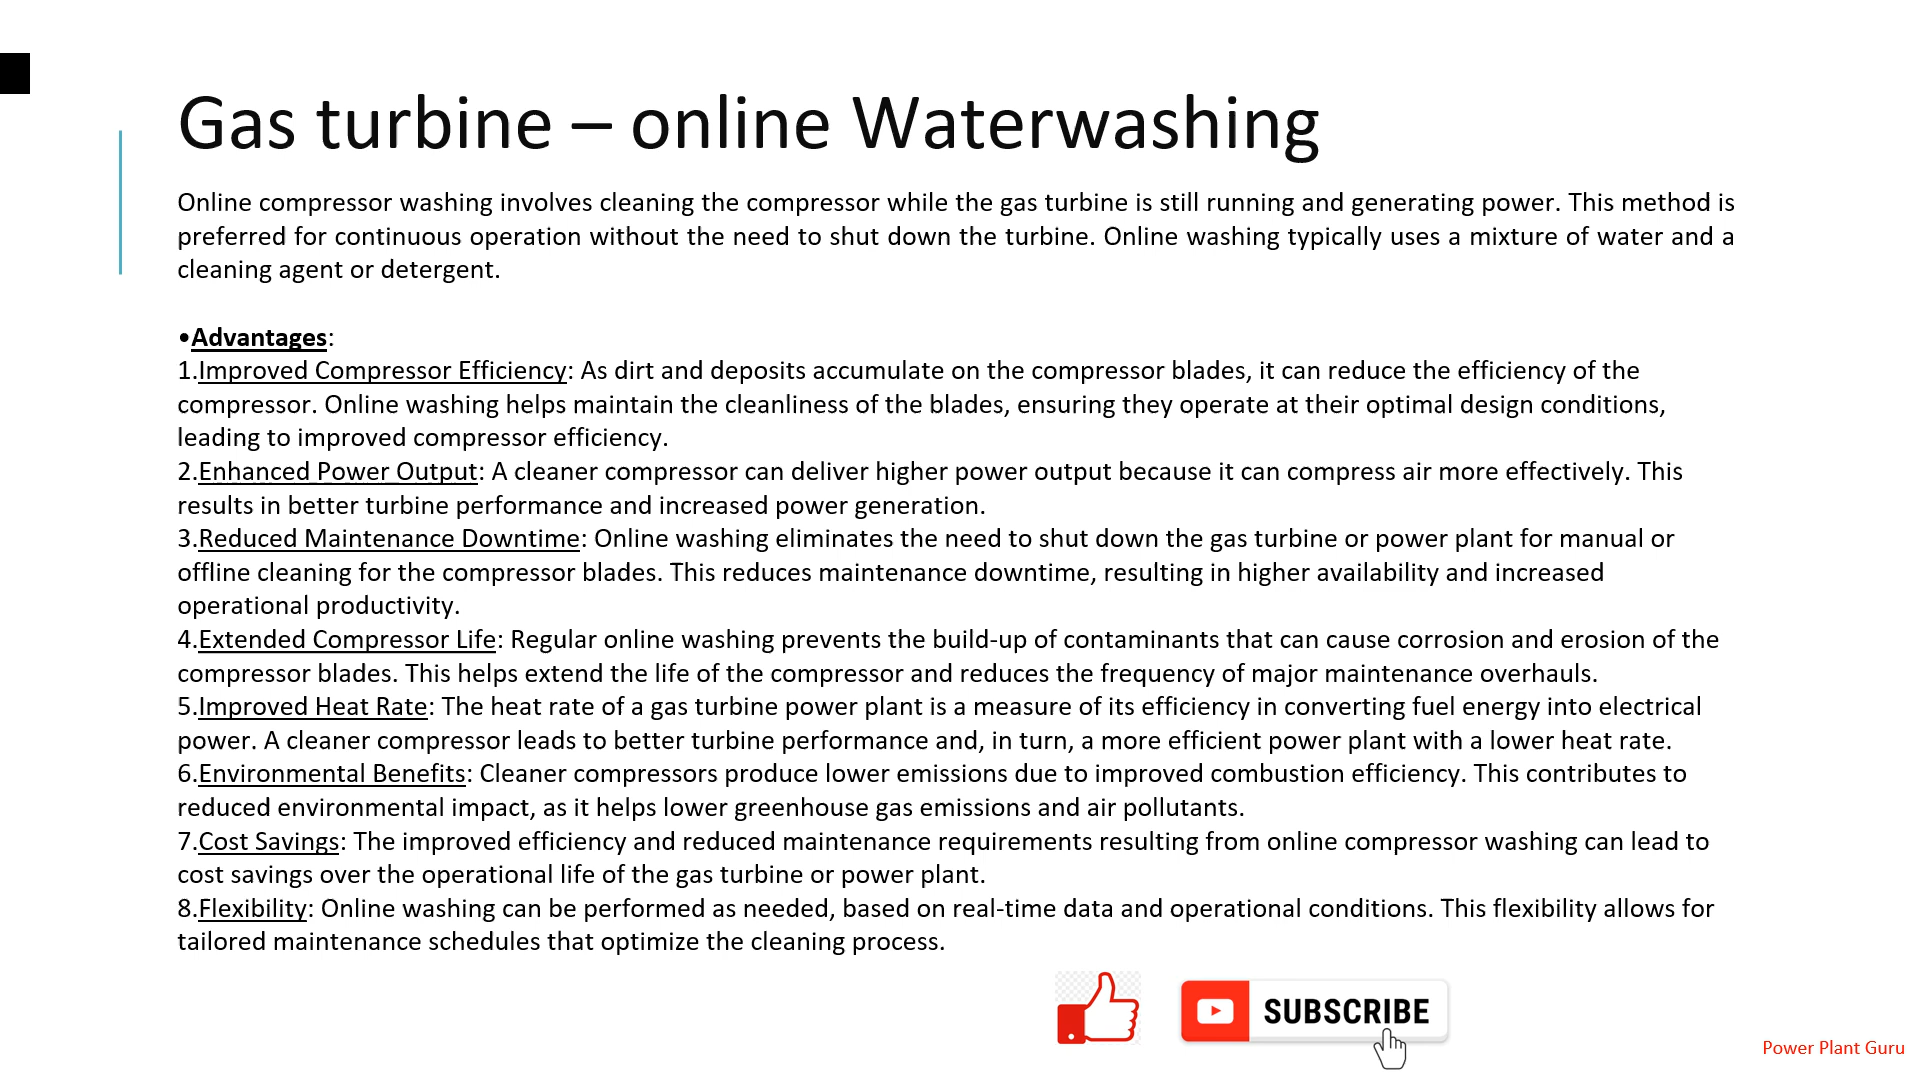 Gas turbine – online Waterwashing
Online compressor washing involves cleaning the compressor while the gas turbine is still running and generating power. This method is
preferred for continuous operation without the need to shut down the turbine. Online washing typically uses a mixture of water and a
cleaning agent or detergent.
•Advantages:
1.Improved Compressor Efficiency: As dirt and deposits accumulate on the compressor blades, it can reduce the efficiency of the
compressor. Online washing helps maintain the cleanliness of the blades, ensuring they operate at their optimal design conditions,
leading to improved compressor efficiency.
2.Enhanced Power Output: A cleaner compressor can deliver higher power output because it can compress air more effectively. This
results in better turbine performance and increased power generation.
3.Reduced Maintenance Downtime: Online washing eliminates the need to shut down the gas turbine or power plant for manual or
offline cleaning for the compressor blades. This reduces maintenance downtime, resulting in higher availability and increased
operational productivity.
4.Extended Compressor Life: Regular online washing prevents the build-up of contaminants that can cause corrosion and erosion of the
compressor blades. This helps extend the life of the compressor and reduces the frequency of major maintenance overhauls.
5.Improved Heat Rate: The heat rate of a gas turbine power plant is a measure of its efficiency in converting fuel energy into electrical
power. A cleaner compressor leads to better turbine performance and, in turn, a more efficient power plant with a lower heat rate.
6.Environmental Benefits: Cleaner compressors produce lower emissions due to improved combustion efficiency. This contributes to
reduced environmental impact, as it helps lower greenhouse gas emissions and air pollutants.
7.Cost Savings: The improved efficiency and reduced maintenance requirements resulting from online compressor washing can lead to
cost savings over the operational life of the gas turbine or power plant.
8.Flexibility: Online washing can be performed as needed, based on real-time data and operational conditions. This flexibility allows for
tailored maintenance schedules that optimize the cleaning process.
SUBSCRIBE
Power Plant Guru